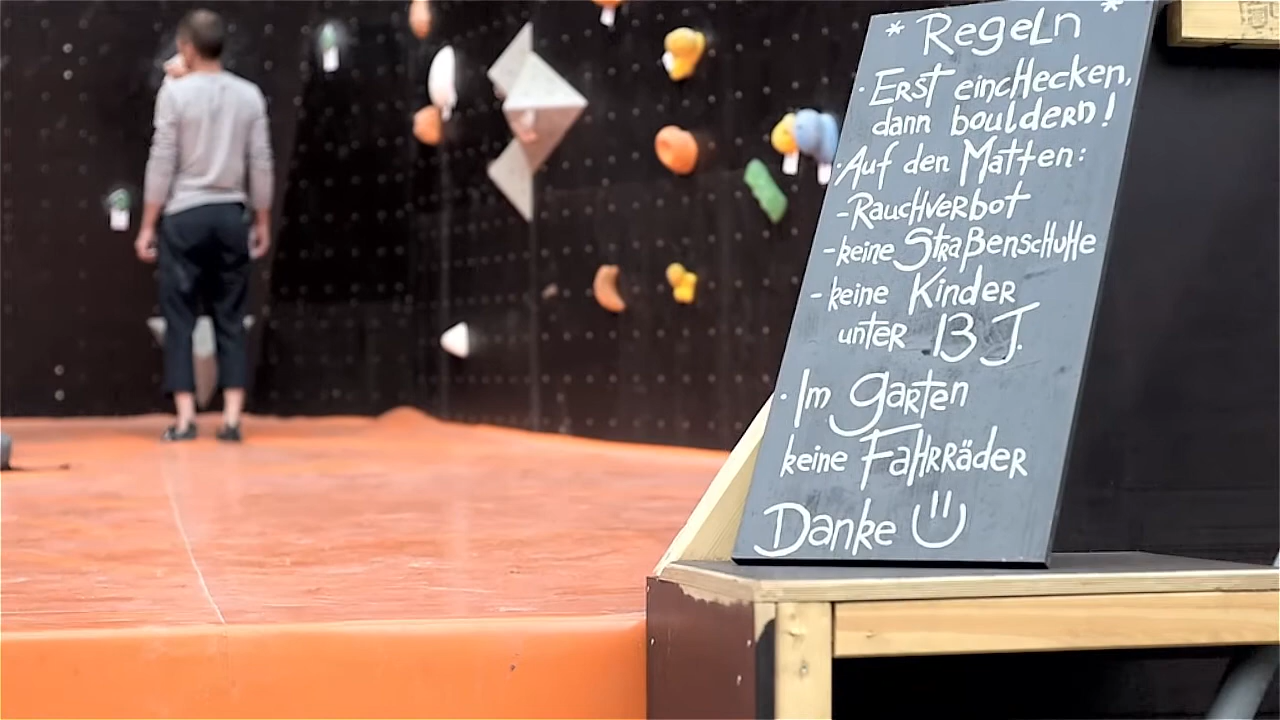 * Regeln *
· Erst einchecken,
dann bouldern!
· Auf den Matten:
- Rauchverbot
- keine Straßenschuhe
- keine Kinder
unter 13 J.
· Im Garten
keine Fahrräder
Danke